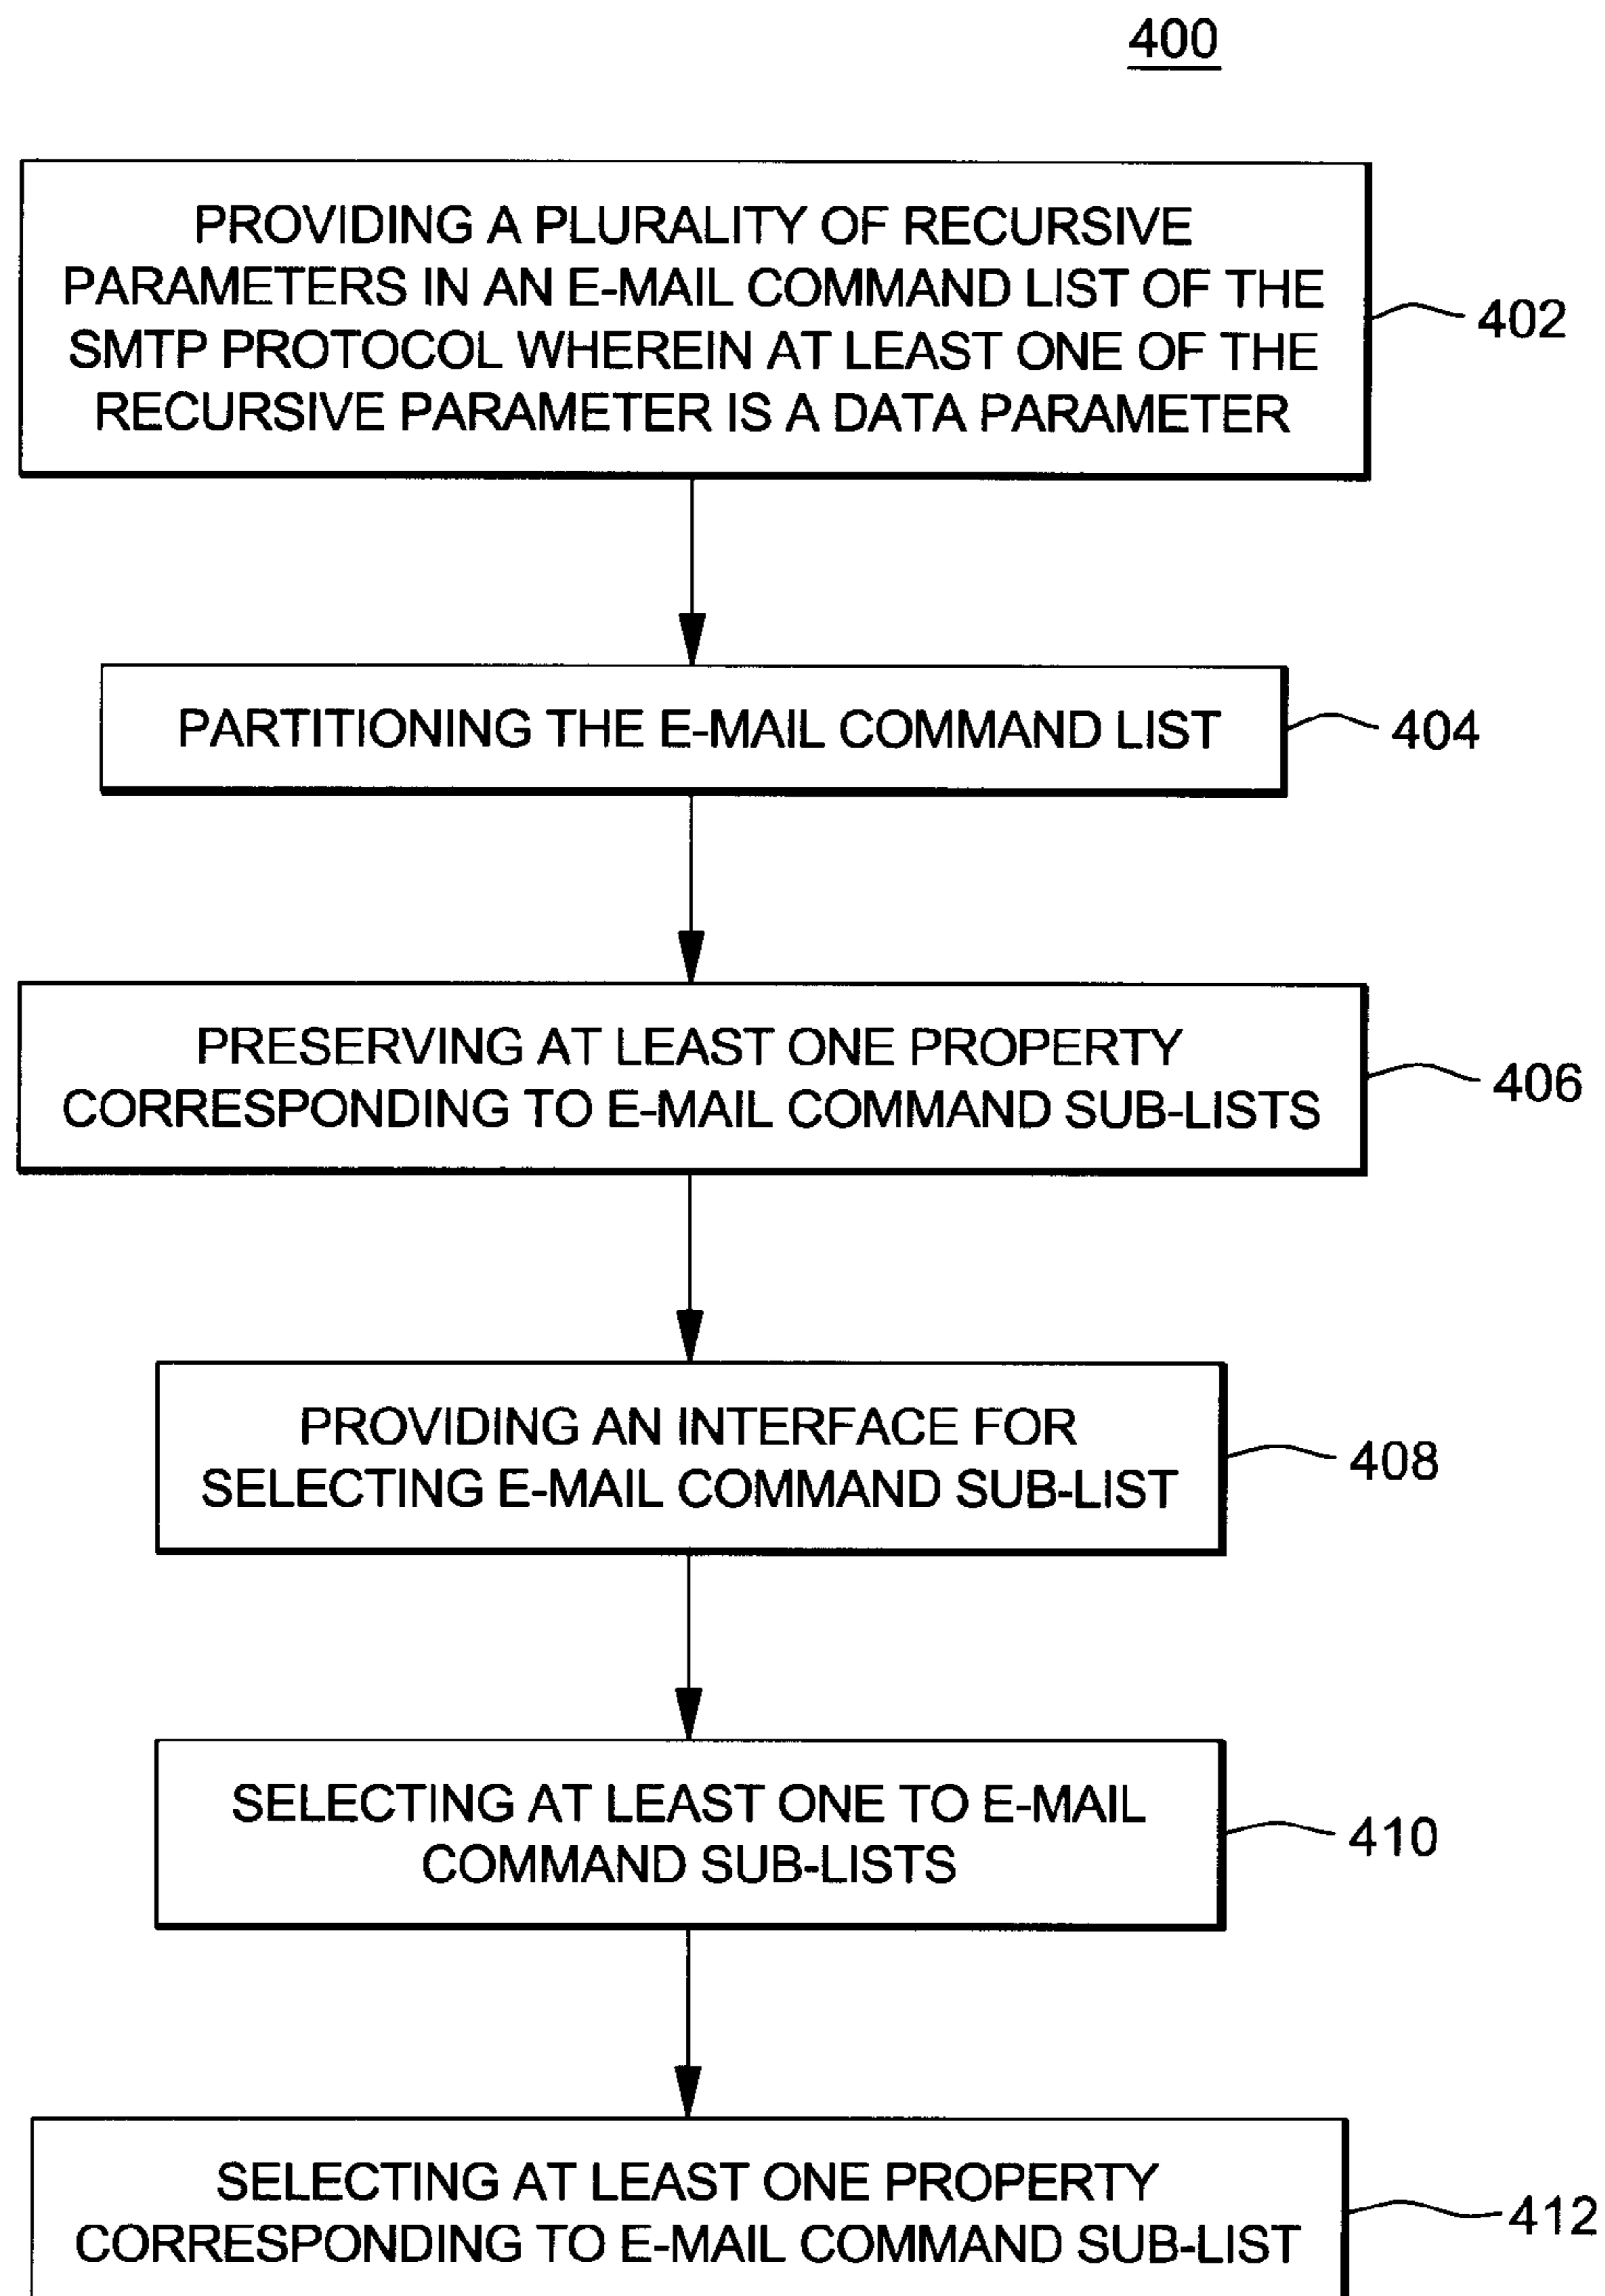 400
PROVIDING A PLURALITY OF RECURSIVE
PARAMETERS IN AN E-MAIL COMMAND LIST OF THE
SMTP PROTOCOL WHEREIN AT LEAST ONE OF THE
RECURSIVE PARAMETER IS A DATA PARAMETER
402
PARTITIONING THE E-MAIL COMMAND LIST
404
PRESERVING AT LEAST ONE PROPERTY
CORRESPONDING TO E-MAIL COMMAND SUB-LISTS
406
PROVIDING AN INTERFACE FOR
SELECTING E-MAIL COMMAND SUB-LIST
408
SELECTING AT LEAST ONE TO E-MAIL
COMMAND SUB-LISTS
410
SELECTING AT LEAST ONE PROPERTY
CORRESPONDING TO E-MAIL COMMAND SUB-LIST
412